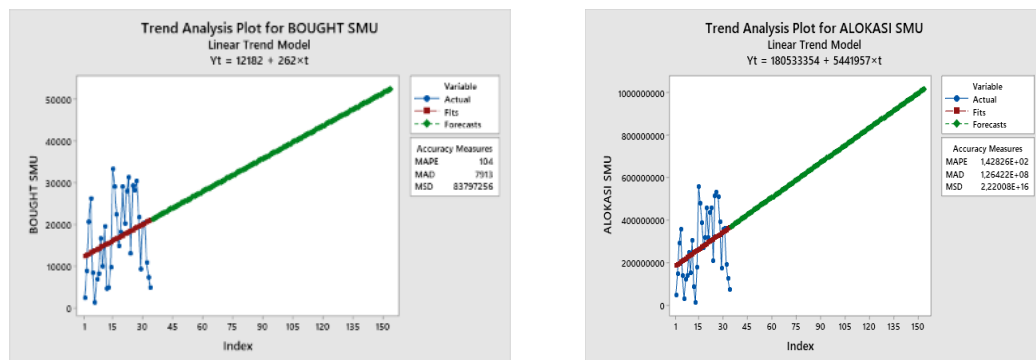 Trend Analysis Plot for BOUGHT SMU
Linear Trend Model
Yt = 12182 + 262×t
50000
40000
30000
20000
10000
0
BOUGHT SMU
1 15 30 45 60 75 90 105 120 135 150
Index
Variable
Actual
Fits
Forecasts
Accuracy Measures
MAPE 104
MAD 7913
MSD 83797256
Trend Analysis Plot for ALOKASI SMU
Linear Trend Model
Yt = 180533354 + 5441957×t
1000000000
800000000
600000000
400000000
200000000
0
ALOKASI SMU
1 15 30 45 60 75 90 105 120 135 150
Index
Variable
Actual
Fits
Forecasts
Accuracy Measures
MAPE 1,42826E+02
MAD 1,26422E+08
MSD 2,22008E+16